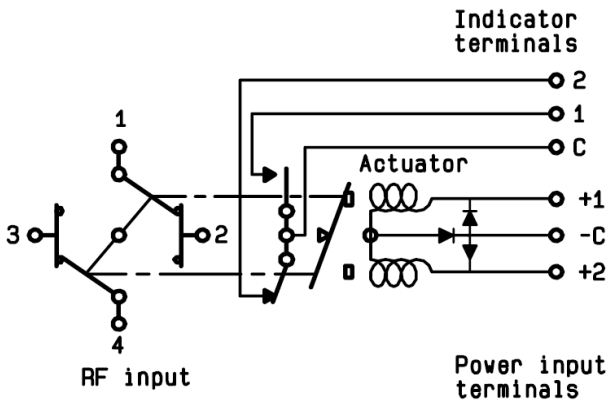 Indicator
terminals
2
1
C
1
Actuator
+1
3
2
-C
+2
4
RF input
Power input
terminals